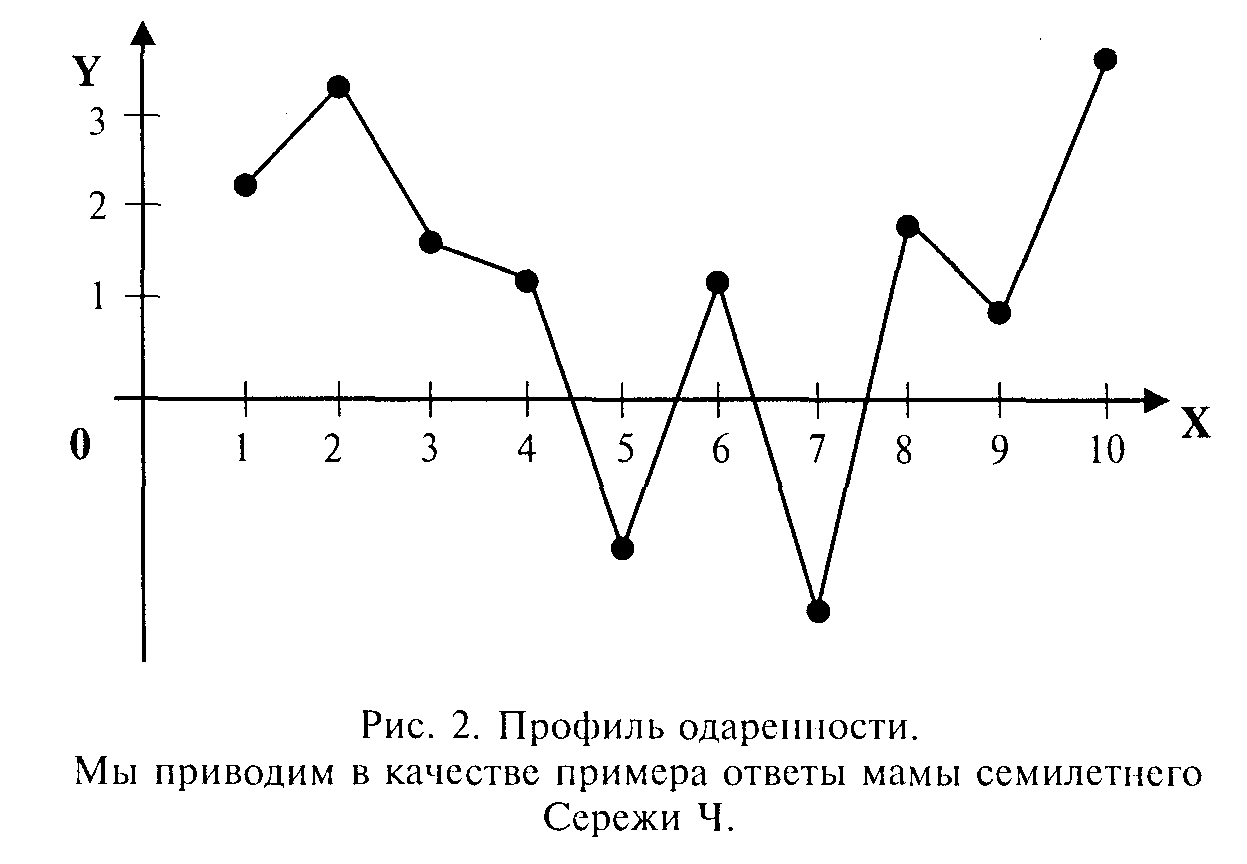 Y
3
2
1
0
1 2 3 4 5 6 7 8 9 10
X
Рис. 2. Профиль одаренности.
Мы приводим в качестве примера ответы мамы семилетнего
Сережи Ч.